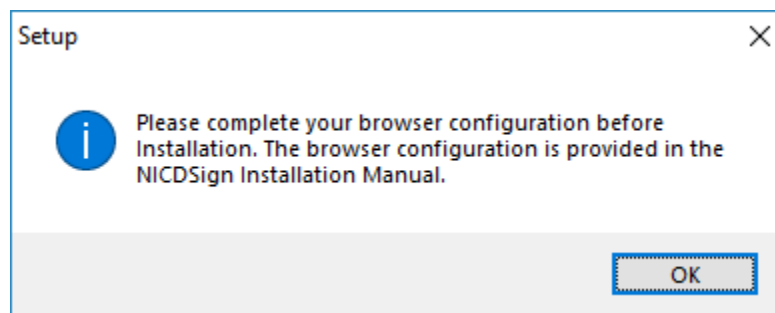 Setup
Please complete your browser configuration before
Installation. The browser configuration is provided in the
NICDSign Installation Manual.
OK